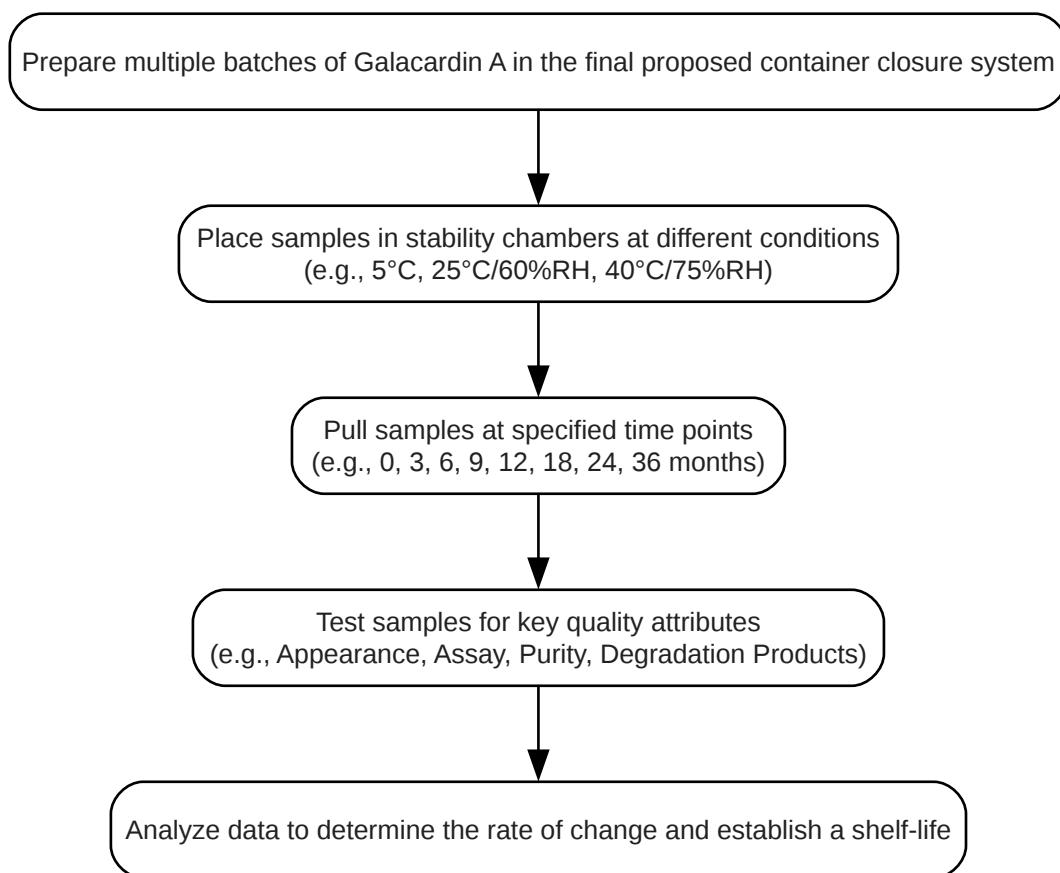 Prepare multiple batches of Galacardin A in the final proposed container closure system
Place samples in stability chambers at different conditions
(e.g., 5°C, 25°C/60%RH, 40°C/75%RH)
Pull samples at specified time points
(e.g., 0, 3, 6, 9, 12, 18, 24, 36 months)
Test samples for key quality attributes
(e.g., Appearance, Assay, Purity, Degradation Products)
Analyze data to determine the rate of change and establish a shelf-life